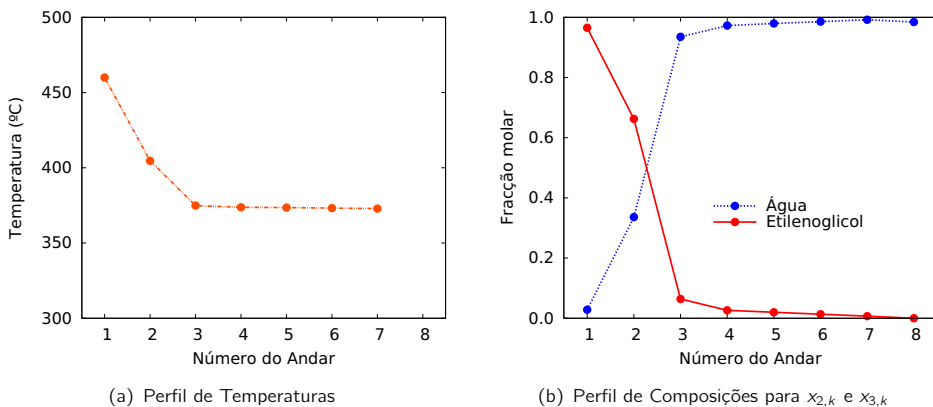 500
450
400
350
300
Temperatura (ºC)
1 2 3 4 5 6 7 8
Número do Andar
(a) Perfil de Temperaturas
1.0
0.8
0.6
0.4
0.2
0.0
Fracção molar
Água
Etilenoglicol
1 2 3 4 5 6 7 8
Número do Andar
(b) Perfil de Composições para x₂,ₖ e x₃,ₖ